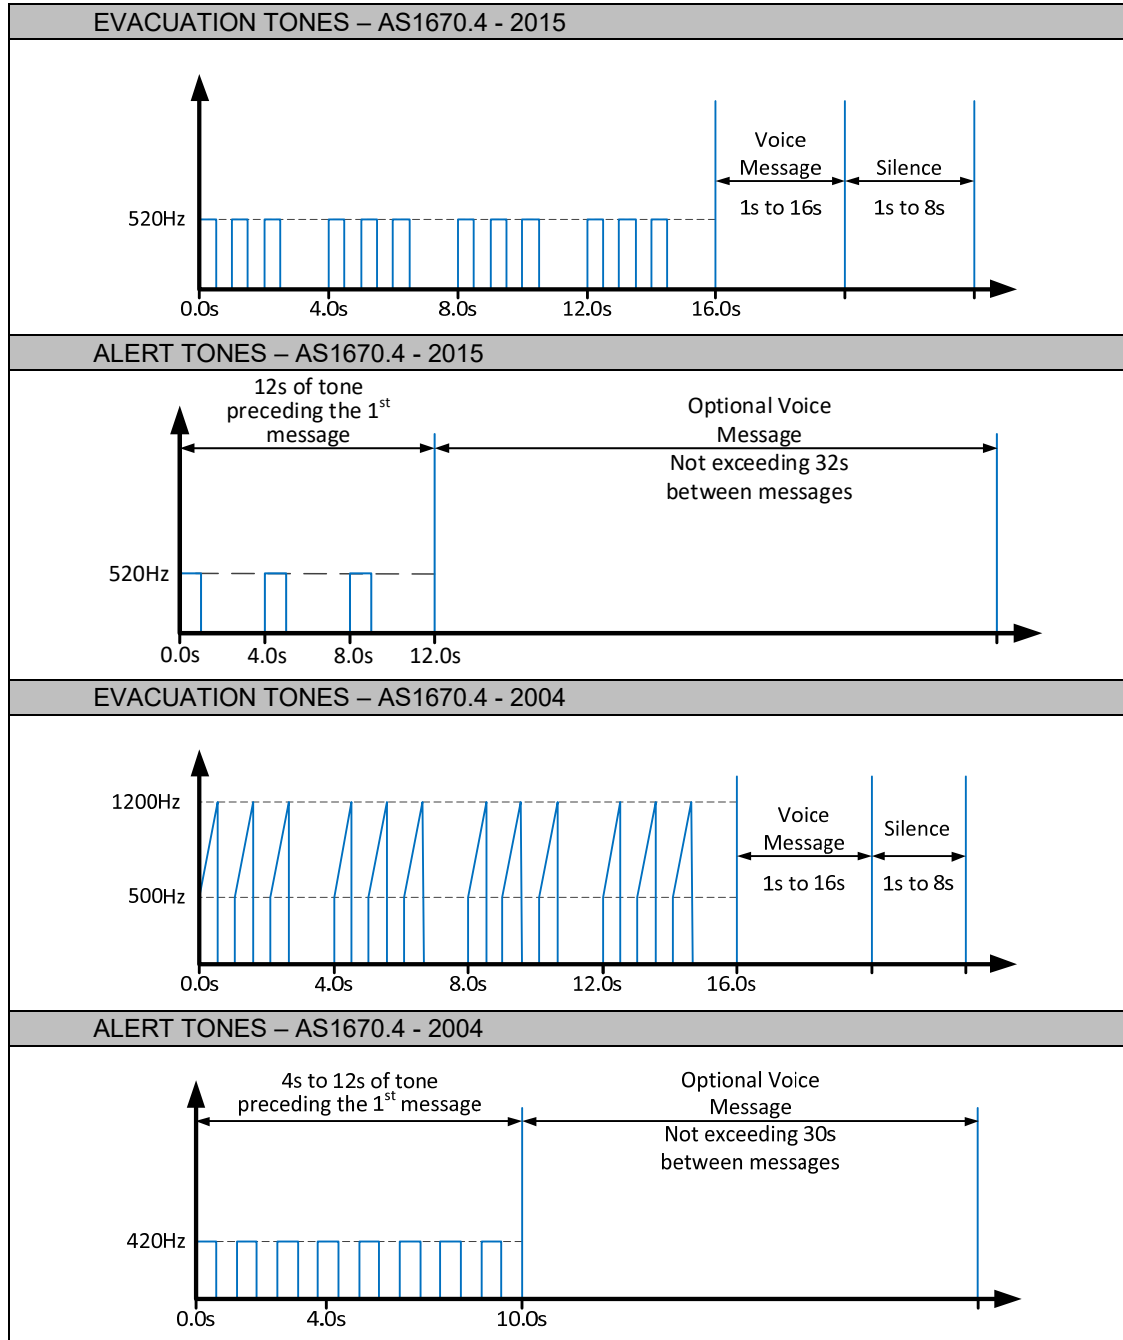 EVACUATION TONES – AS1670.4 - 2015
Voice
Message
Silence
1s to 16s
1s to 8s
520Hz
0.0s
4.0s
8.0s
12.0s
16.0s
ALERT TONES – AS1670.4 - 2015
12s of tone
preceding the 1st
message
Optional Voice
Message
Not exceeding 32s
between messages
520Hz
0.0s
4.0s
8.0s
12.0s
EVACUATION TONES – AS1670.4 - 2004
1200Hz
Voice
Message
Silence
1s to 16s
1s to 8s
500Hz
0.0s
4.0s
8.0s
12.0s
16.0s
ALERT TONES – AS1670.4 - 2004
4s to 12s of tone
preceding the 1st message
Optional Voice
Message
Not exceeding 30s
between messages
420Hz
0.0s
4.0s
10.0s